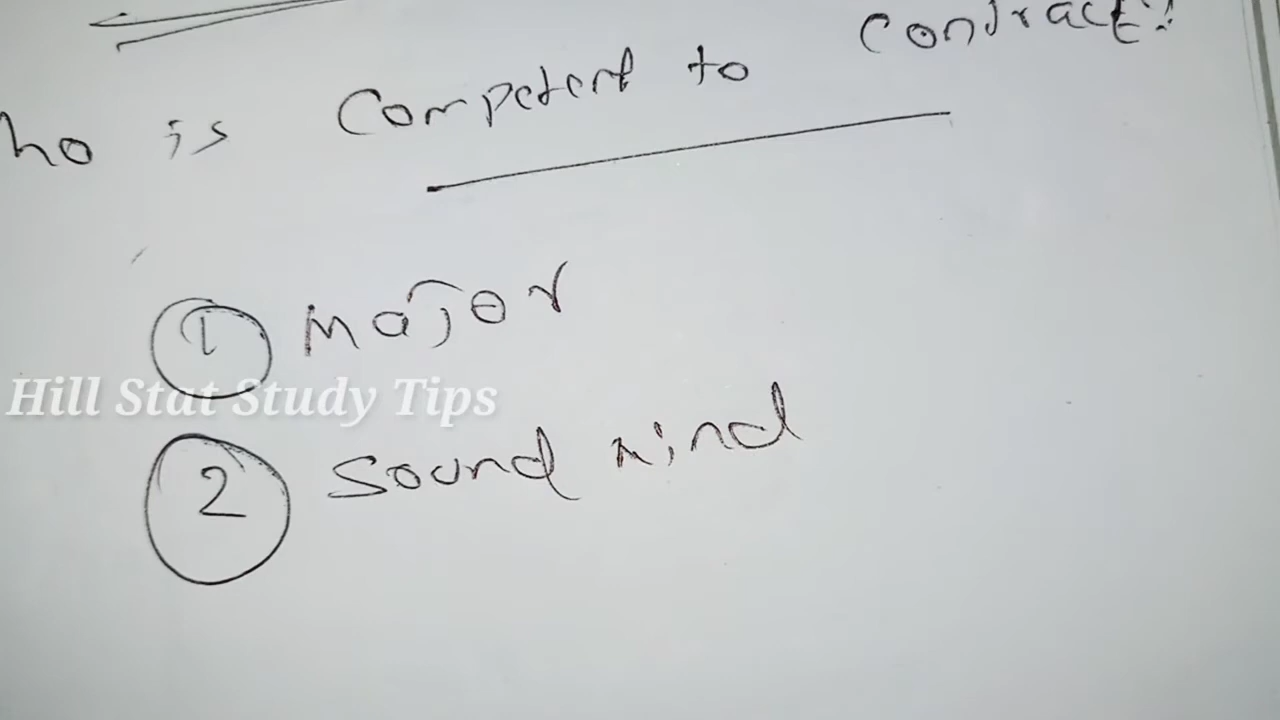 ho is Competent to Contract?
1 Major
Hill Stat Study Tips
2 Sound mind